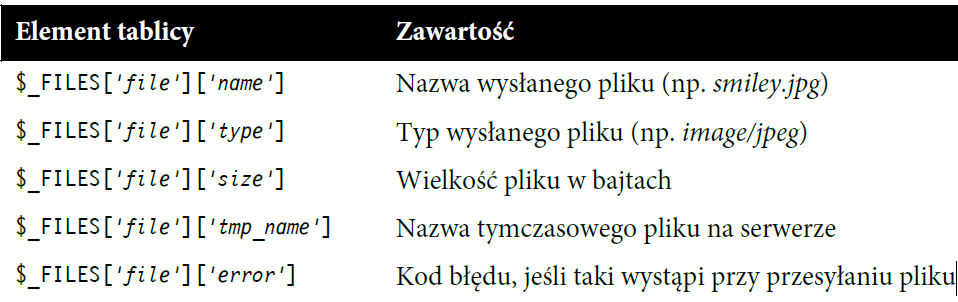 Element tablicy Zawartość
$_FILES['file']['name'] Nazwa wysłanego pliku (np. smiley.jpg)
$_FILES['file']['type'] Typ wysłanego pliku (np. image/jpeg)
$_FILES['file']['size'] Wielkość pliku w bajtach
$_FILES['file']['tmp_name'] Nazwa tymczasowego pliku na serwerze
$_FILES['file']['error'] Kod błędu, jeśli taki wystąpi przy przesyłaniu pliku